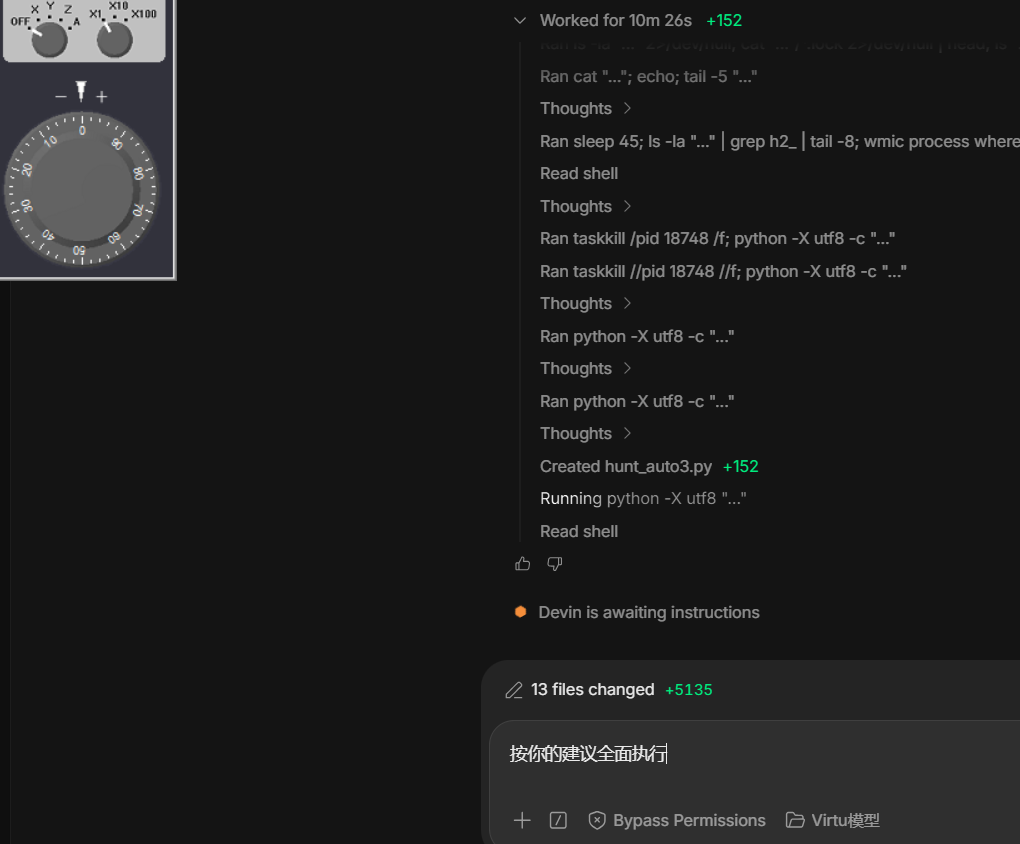 X Y Z
OFF A
X1 X10 X100
− +
0
10 90
20 80
30 70
40 60
50
Worked for 10m 26s +152
Ran cat "..."; echo; tail -5 "..."
Thoughts >
Ran sleep 45; ls -la "..." | grep h2_ | tail -8; wmic process where
Read shell
Thoughts >
Ran taskkill /pid 18748 /f; python -X utf8 -c "..."
Ran taskkill //pid 18748 //f; python -X utf8 -c "..."
Thoughts >
Ran python -X utf8 -c "..."
Thoughts >
Ran python -X utf8 -c "..."
Thoughts >
Created hunt_auto3.py +152
Running python -X utf8 "..."
Read shell
Devin is awaiting instructions
13 files changed +5135
按你的建议全面执行
Bypass Permissions Virtu模型